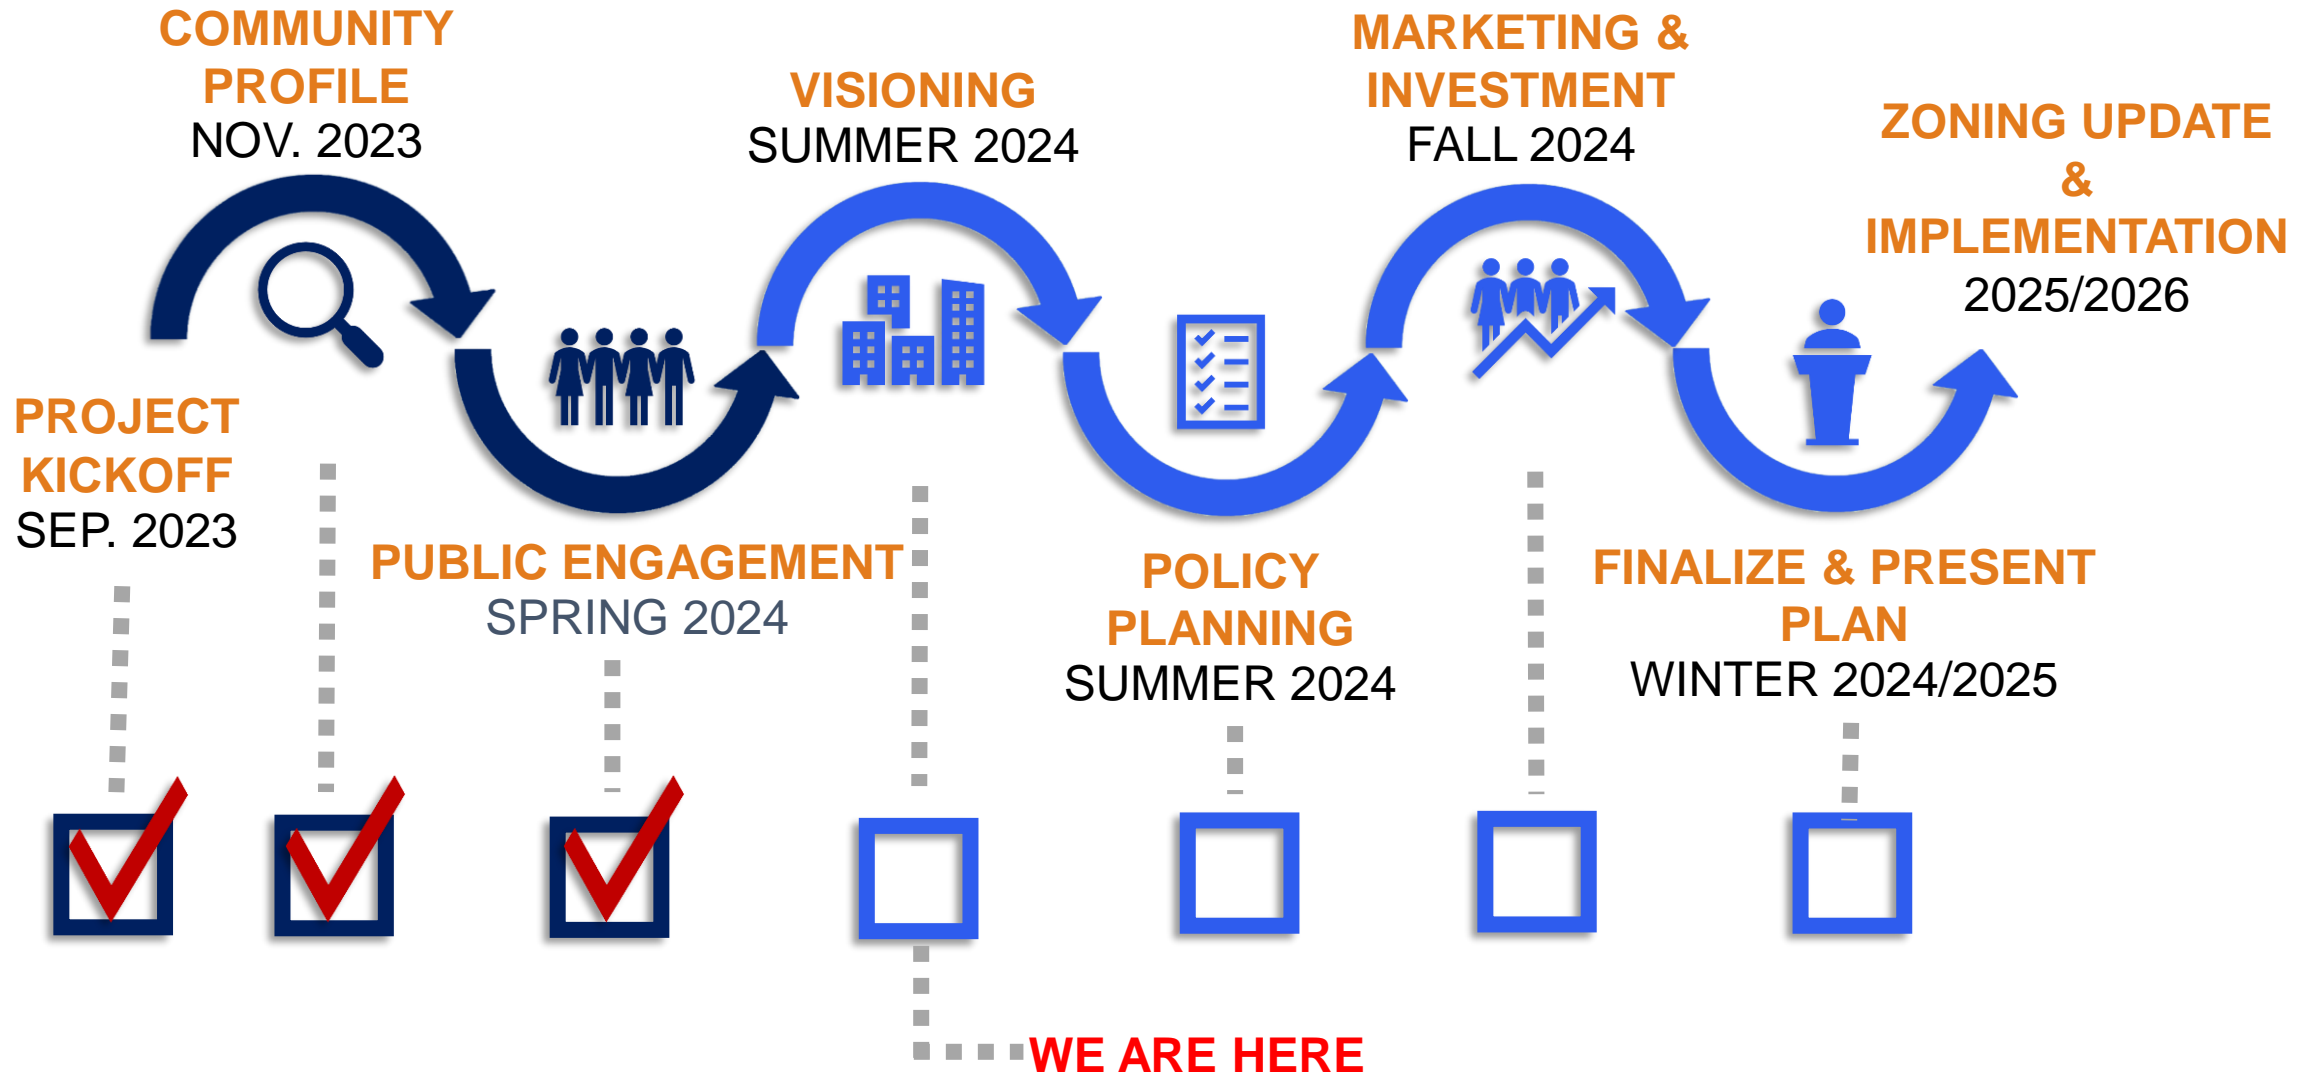 COMMUNITY
PROFILE
NOV. 2023
VISIONING
SUMMER 2024
MARKETING &
INVESTMENT
FALL 2024
ZONING UPDATE
&
IMPLEMENTATION
2025/2026
PROJECT
KICKOFF
SEP. 2023
PUBLIC ENGAGEMENT
SPRING 2024
POLICY
PLANNING
SUMMER 2024
FINALIZE & PRESENT
PLAN
WINTER 2024/2025
WE ARE HERE